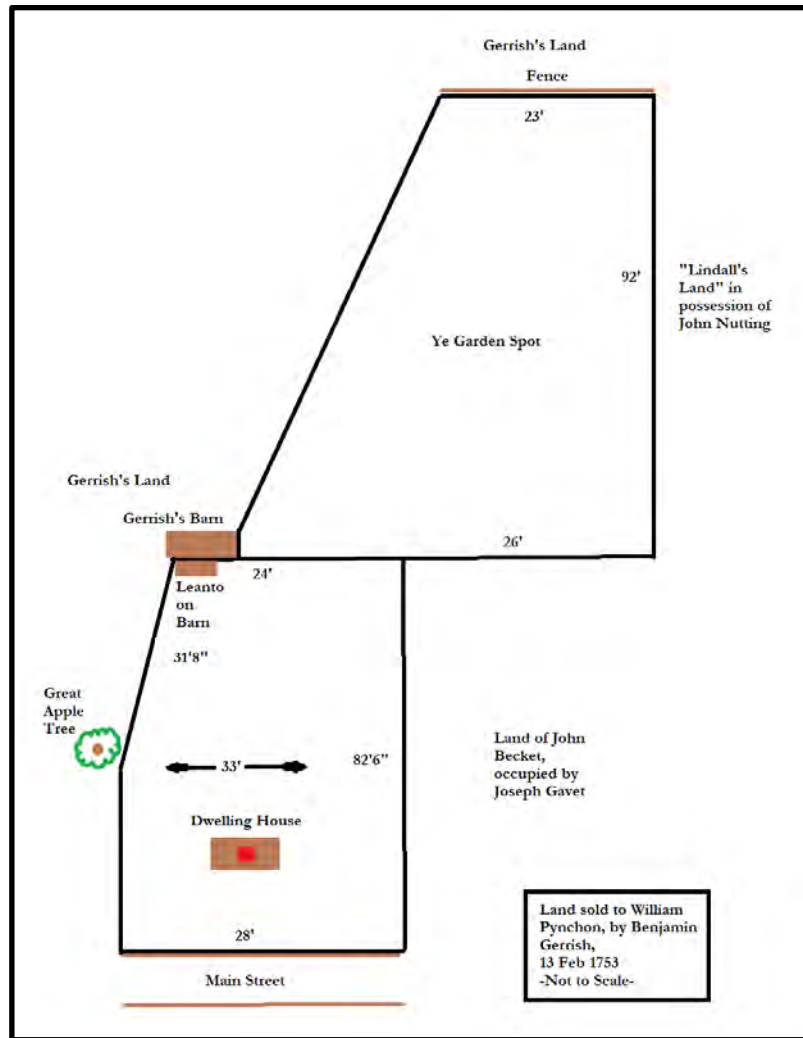 Gerrish's Land
Fence
23'
92'
"Lindall's
Land" in
possession of
John Nutting
Ye Garden Spot
Gerrish's Land
Gerrish's Barn
26'
24'
Leanto
on
Barn
31'8"
Great
Apple
Tree
33'
82'6"
Land of John
Becket,
occupied by
Joseph Gavet
Dwelling House
28'
Main Street
Land sold to William
Pynchon, by Benjamin
Gerrish,
13 Feb 1753
-Not to Scale-